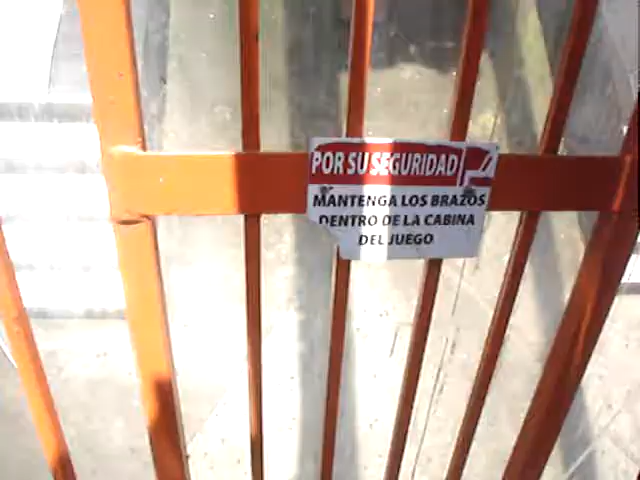 POR SU SEGURIDAD
MANTENGA LOS BRAZOS
DENTRO DE LA CABINA
DEL JUEGO